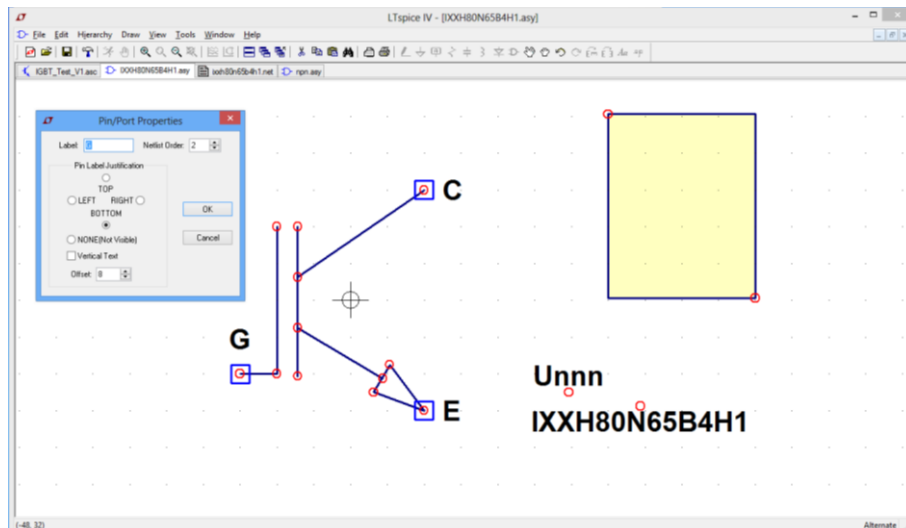 LTspice IV - [IXXH80N65B4H1.asy]
File Edit Hjerarchy Draw View Tools Window Help
IGBT_Test_V1.asc IXXH80N65B4H1.asy ixxh80n65b4h1.net npn.asy
Pin/Port Properties
Label: G Netlist Order: 2
Pin Label Justification
TOP
LEFT RIGHT
BOTTOM
OK
NONE(Not Visible)
Cancel
Vertical Text
Offset: 8
C
G
E
Unnn
IXXH80N65B4H1
(-48, 32) Alternate